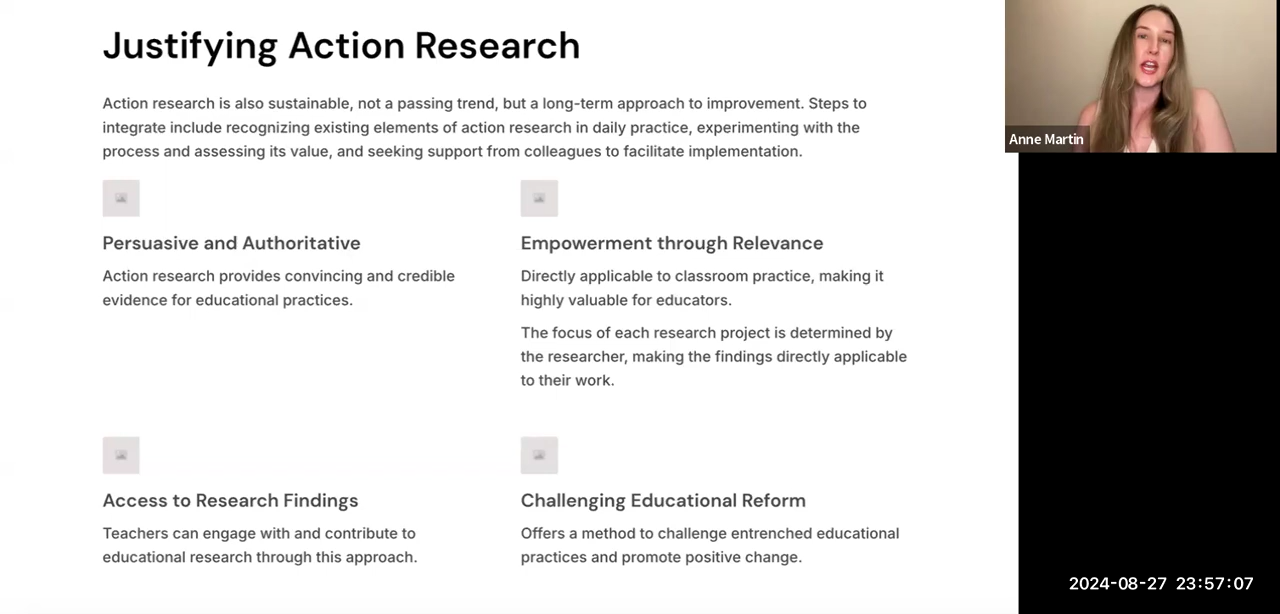 Justifying Action Research
Action research is also sustainable, not a passing trend, but a long-term approach to improvement. Steps to
integrate include recognizing existing elements of action research in daily practice, experimenting with the
process and assessing its value, and seeking support from colleagues to facilitate implementation.
Persuasive and Authoritative
Action research provides convincing and credible
evidence for educational practices.
Empowerment through Relevance
Directly applicable to classroom practice, making it
highly valuable for educators.
The focus of each research project is determined by
the researcher, making the findings directly applicable
to their work.
Access to Research Findings
Teachers can engage with and contribute to
educational research through this approach.
Challenging Educational Reform
Offers a method to challenge entrenched educational
practices and promote positive change.
Anne Martin
2024-08-27 23:57:07